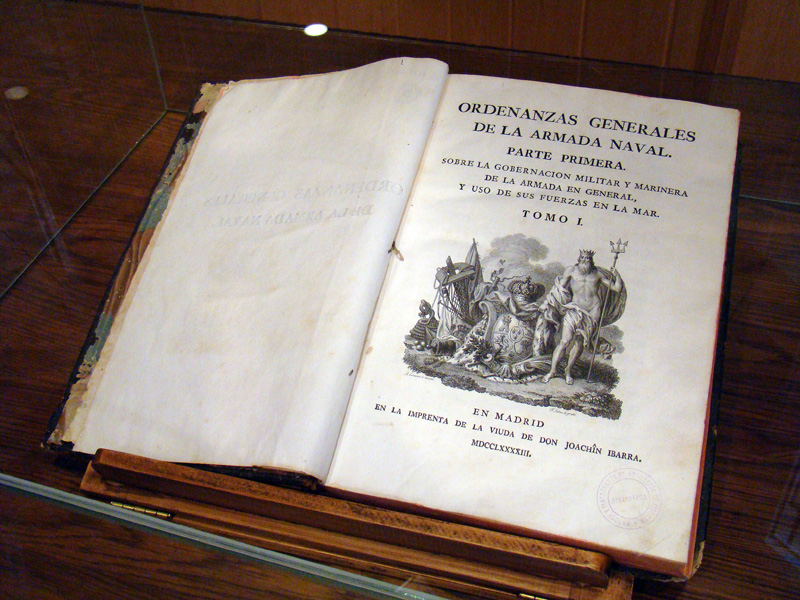 ORDENANZAS GENERALES
DE LA ARMADA NAVAL.
PARTE PRIMERA.
SOBRE LA GOBERNACION MILITAR Y MARINERA
DE LA ARMADA EN GENERAL,
Y USO DE SUS FUERZAS EN LA MAR.
TOMO I.
EN MADRID
EN LA IMPRENTA DE LA VIUDA DE DON JOACHÎN IBARRA.
MDCCLXXXXIII.